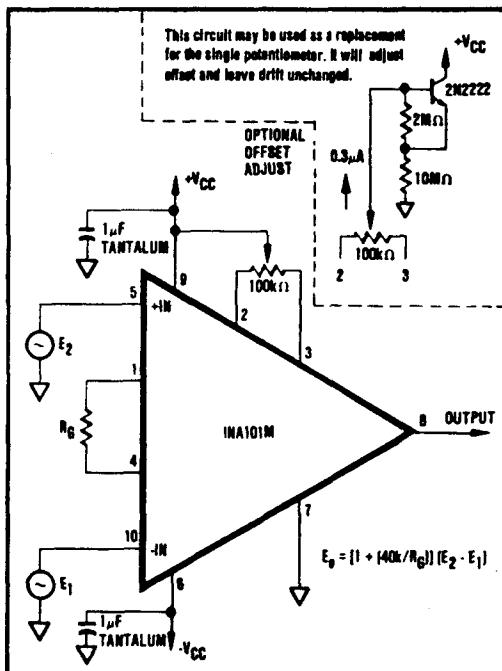 This circuit may be used as a replacement
for the single potentiometer. It will adjust
offset and leave drift unchanged.
+VCC
2N2222
2MΩ
10MΩ
0.3µA
100kΩ
2 3
OPTIONAL
OFFSET
ADJUST
+VCC
1µF
TANTALUM
9
100kΩ
2
3
5
+IN
E2
1
RG
4
INA101M
8 OUTPUT
7
10
-IN
E1
6
1µF
TANTALUM
-VCC
Eo = [1 + (40k/RG)] (E2 - E1)